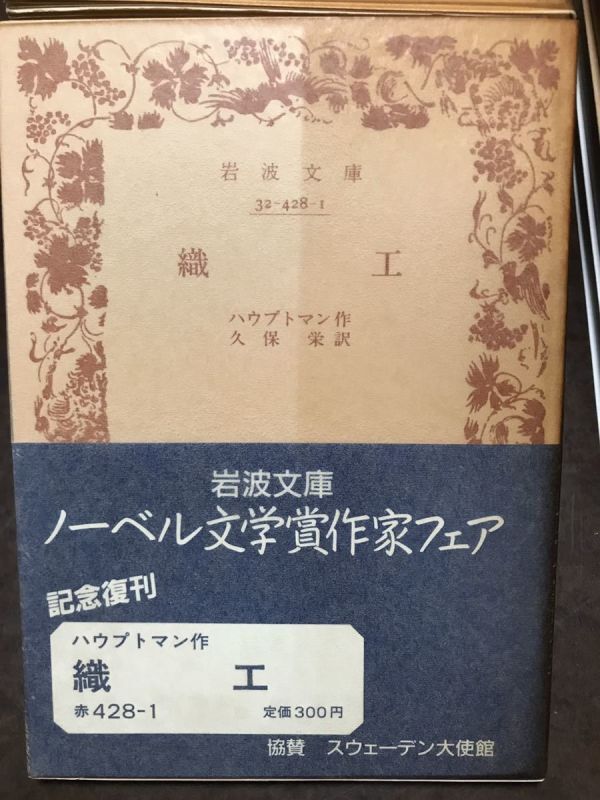 岩波文庫
32-428-1
織工
ハウプトマン作
久保栄訳
岩波文庫
ノーベル文学賞作家フェア
記念復刊
ハウプトマン作
織工
赤428-1 定価300円
協賛 スウェーデン大使館